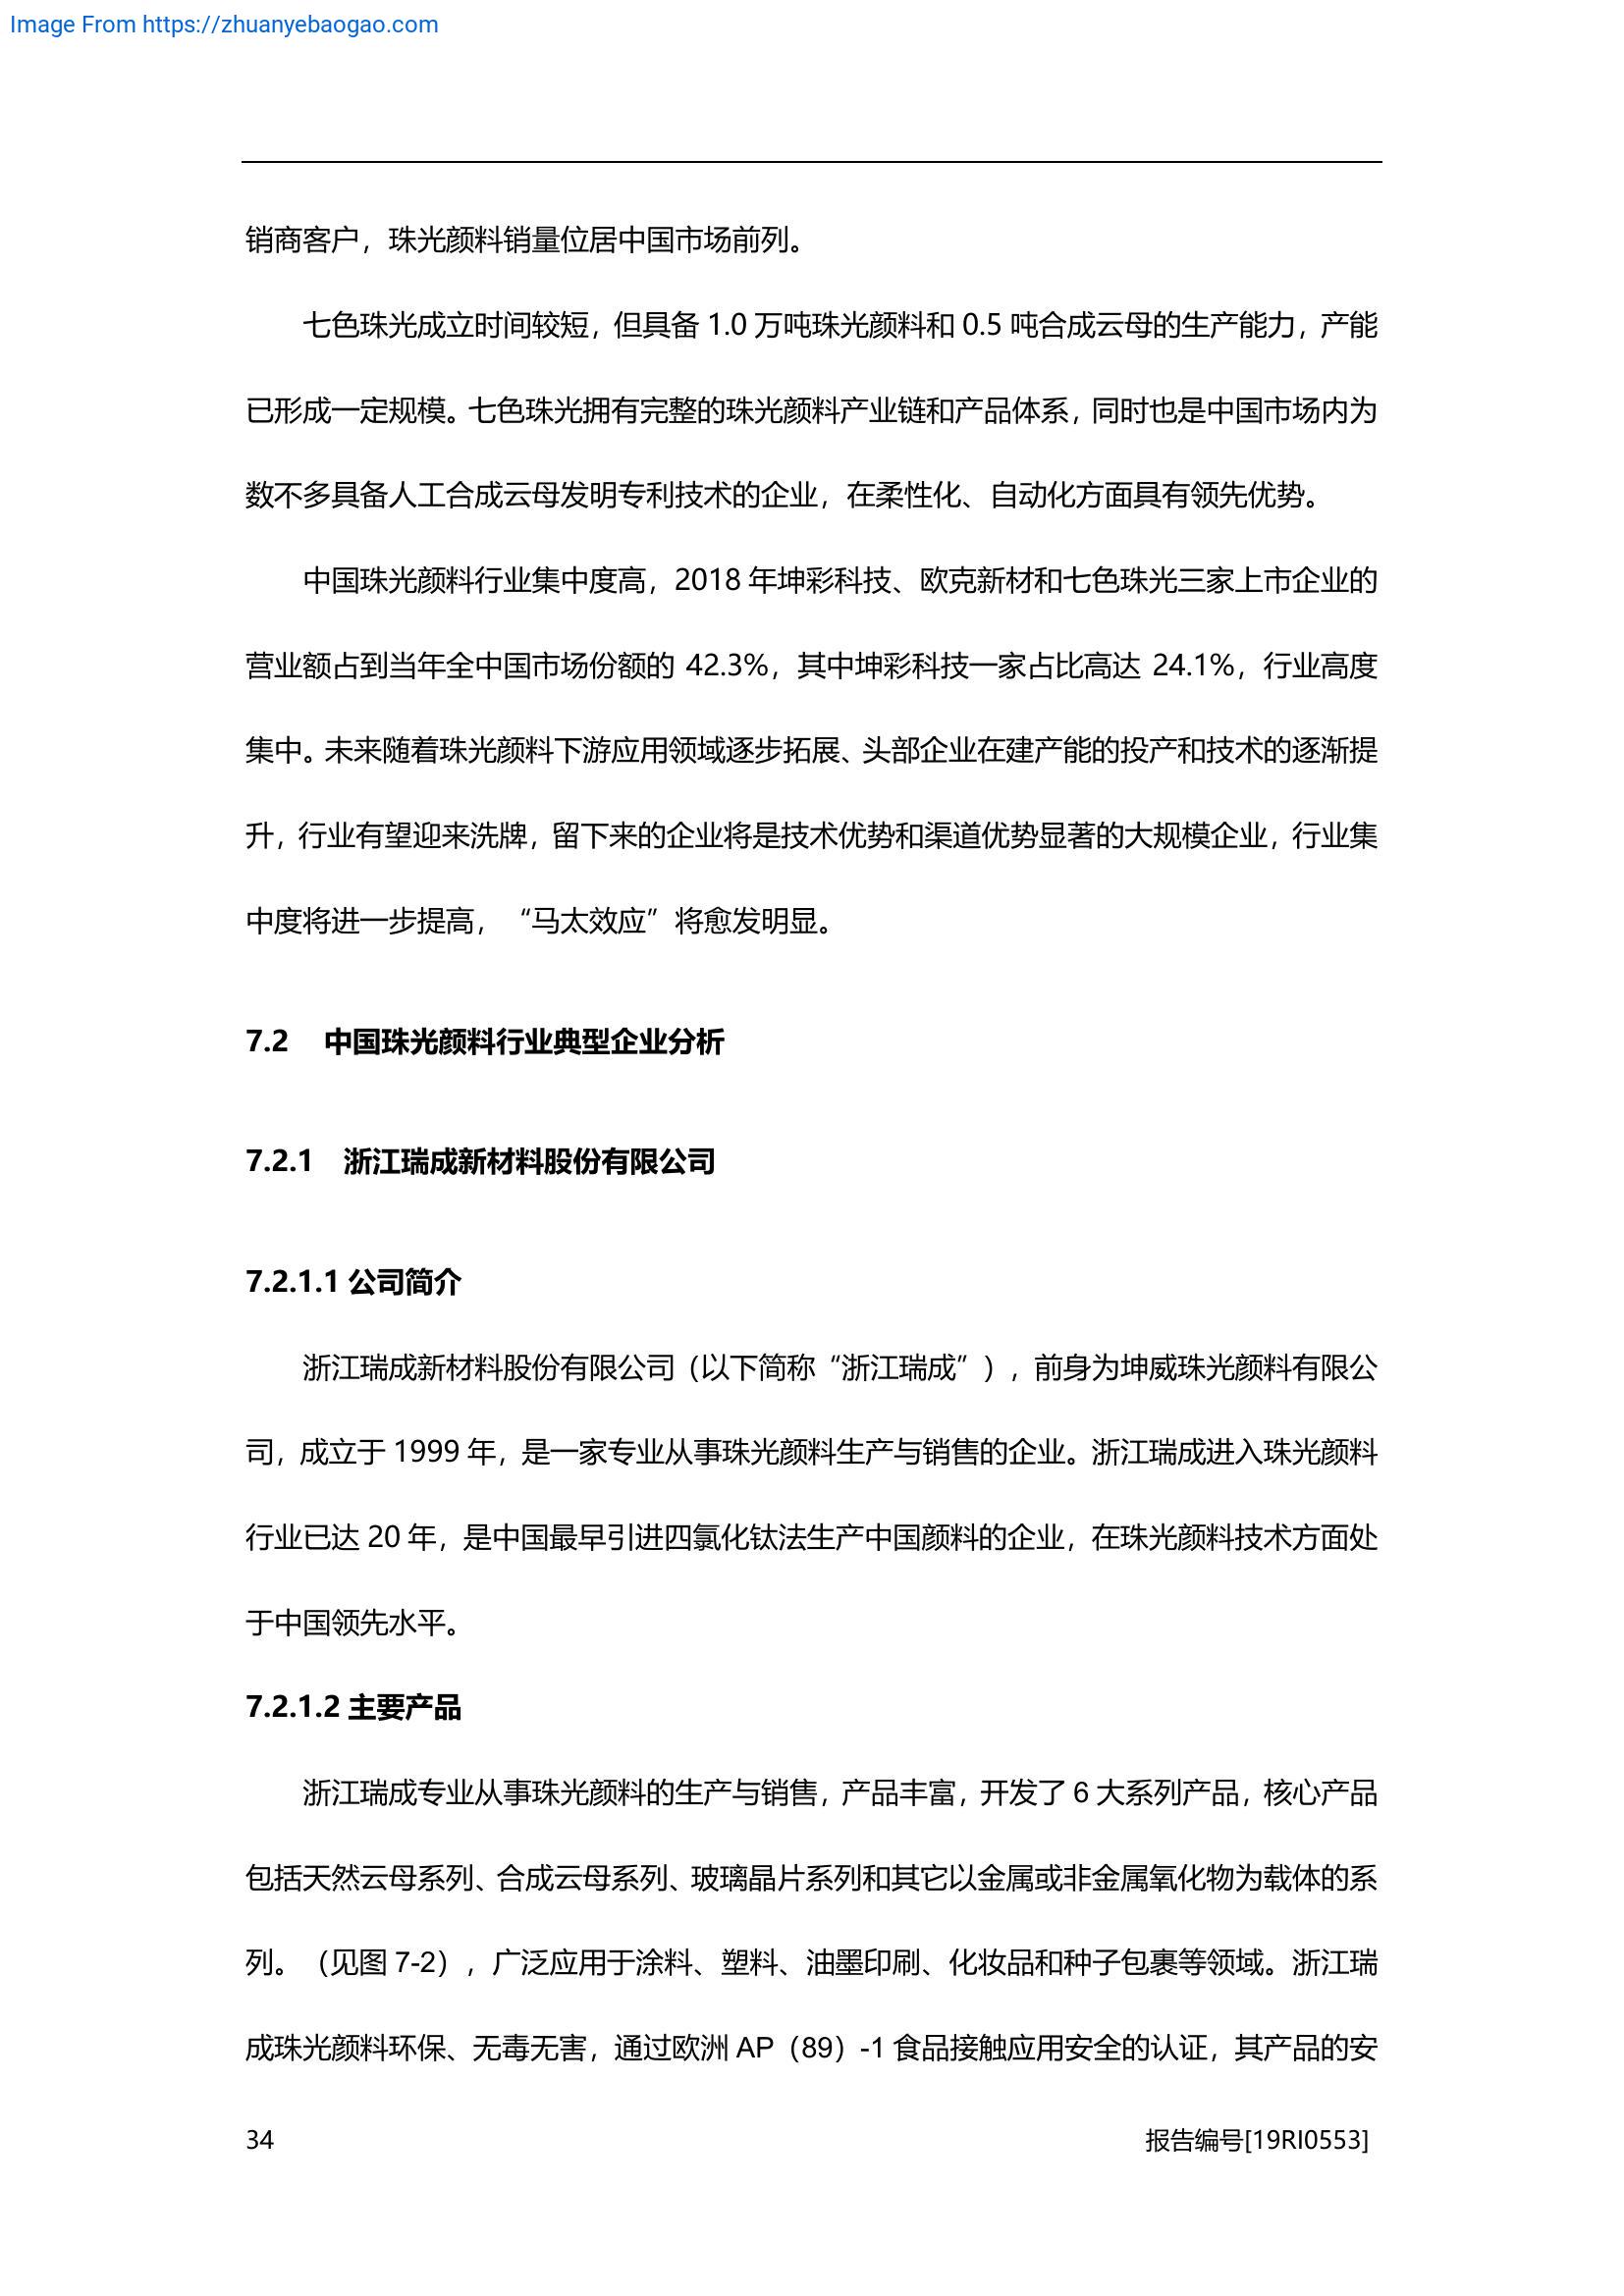 Image From https://zhuanyebaogao.com
销商客户，珠光颜料销量位居中国市场前列。
七色珠光成立时间较短，但具备 1.0 万吨珠光颜料和 0.5 吨合成云母的生产能力，产能
已形成一定规模。七色珠光拥有完整的珠光颜料产业链和产品体系，同时也是中国市场内为
数不多具备人工合成云母发明专利技术的企业，在柔性化、自动化方面具有领先优势。
中国珠光颜料行业集中度高，2018 年坤彩科技、欧克新材和七色珠光三家上市企业的
营业额占到当年全中国市场份额的 42.3%，其中坤彩科技一家占比高达 24.1%，行业高度
集中。未来随着珠光颜料下游应用领域逐步拓展、头部企业在建产能的投产和技术的逐渐提
升，行业有望迎来洗牌，留下来的企业将是技术优势和渠道优势显著的大规模企业，行业集
中度将进一步提高，“马太效应”将愈发明显。
7.2 中国珠光颜料行业典型企业分析
7.2.1 浙江瑞成新材料股份有限公司
7.2.1.1 公司简介
浙江瑞成新材料股份有限公司（以下简称“浙江瑞成”），前身为坤威珠光颜料有限公
司，成立于 1999 年，是一家专业从事珠光颜料生产与销售的企业。浙江瑞成进入珠光颜料
行业已达 20 年，是中国最早引进四氯化钛法生产中国颜料的企业，在珠光颜料技术方面处
于中国领先水平。
7.2.1.2 主要产品
浙江瑞成专业从事珠光颜料的生产与销售，产品丰富，开发了 6 大系列产品，核心产品
包括天然云母系列、合成云母系列、玻璃晶片系列和其它以金属或非金属氧化物为载体的系
列。（见图 7-2），广泛应用于涂料、塑料、油墨印刷、化妆品和种子包裹等领域。浙江瑞
成珠光颜料环保、无毒无害，通过欧洲 AP（89）-1 食品接触应用安全的认证，其产品的安
34
报告编号[19RI0553]